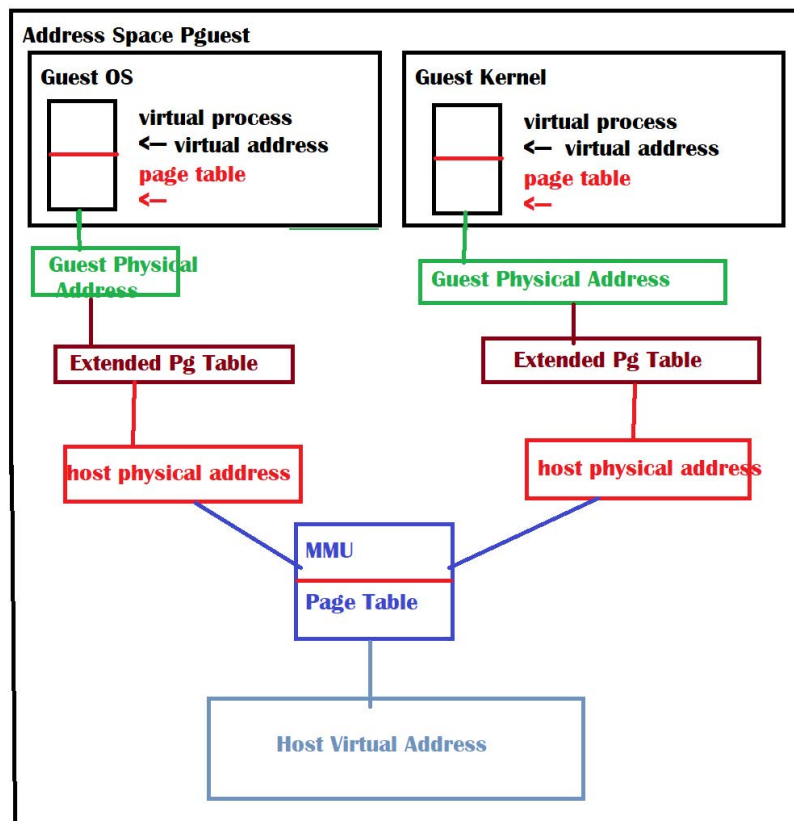 Address Space Pguest
Guest OS
virtual process
<— virtual address
page table
<—
Guest Kernel
virtual process
<— virtual address
page table
<—
Guest Physical
Address
Guest Physical Address
Extended Pg Table
Extended Pg Table
host physical address
host physical address
MMU
Page Table
Host Virtual Address